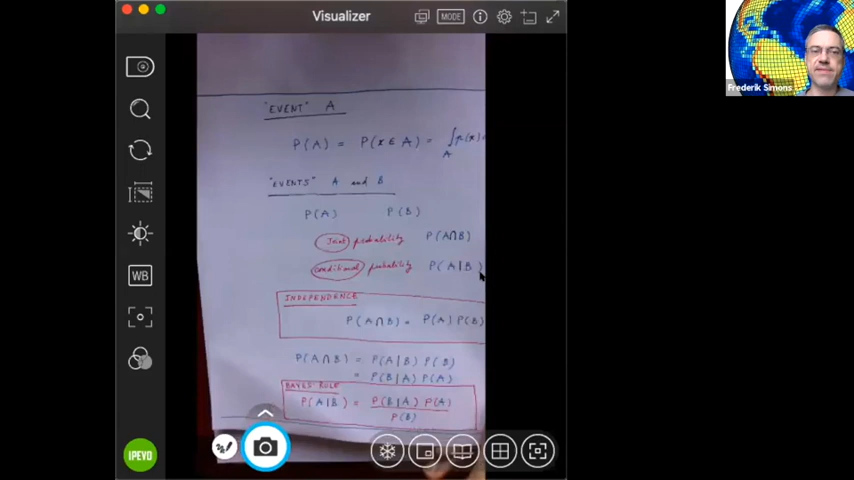 Visualizer
MODE
Frederik Simons
"EVENT" A
P(A) = P(x ∈ A) = ∫ p(x)
A
"EVENTS" A and B
P(A) P(B)
Joint probability P(A∩B)
conditional probability P(A|B)
INDEPENDENCE
P(A∩B) = P(A) P(B)
P(A∩B) = P(A|B) P(B)
= P(B|A) P(A)
BAYES RULE
P(A|B) = P(B|A) P(A)
P(B)
WB
IPEVO